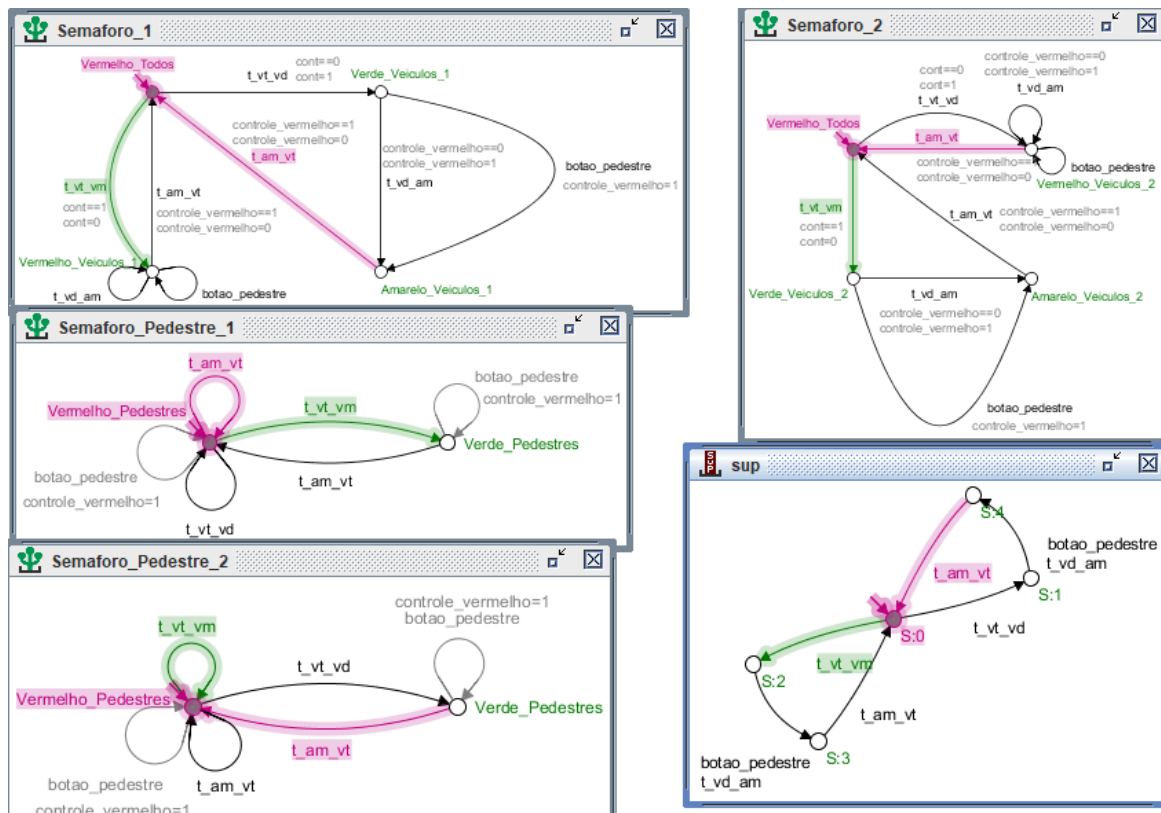 Semaforo_1
Vermelho_Todos
t_vt_vd
cont==0
cont=1
Verde_Veiculos_1
controle_vermelho==1
controle_vermelho=0
t_am_vt
controle_vermelho==0
controle_vermelho=1
t_vd_am
botao_pedestre
controle_vermelho=1
t_vt_vm
cont==1
cont=0
t_am_vt
controle_vermelho==1
controle_vermelho=0
Vermelho_Veiculos_1
t_vd_am
botao_pedestre
Amarelo_Veiculos_1
Semaforo_2
cont==0
cont=1
t_vt_vd
controle_vermelho==0
controle_vermelho=1
t_vd_am
Vermelho_Todos
t_am_vt
controle_vermelho==
controle_vermelho=0
botao_pedestre
Vermelho_Veiculos_2
t_vt_vm
cont==1
cont=0
t_am_vt
controle_vermelho==1
controle_vermelho=0
Verde_Veiculos_2
t_vd_am
controle_vermelho==0
controle_vermelho=1
Amarelo_Veiculos_2
botao_pedestre
controle_vermelho=1
Semaforo_Pedestre_1
t_am_vt
Vermelho_Pedestres
t_vt_vm
botao_pedestre
controle_vermelho=1
Verde_Pedestres
botao_pedestre
controle_vermelho=1
t_am_vt
t_vt_vd
Semaforo_Pedestre_2
t_vt_vm
controle_vermelho=1
botao_pedestre
t_vt_vd
Vermelho_Pedestres
Verde_Pedestres
t_am_vt
botao_pedestre
controle_vermelho=1
t_am_vt
SUP
sup
S:4
botao_pedestre
t_vd_am
t_am_vt
S:1
S:0
t_vt_vd
t_vt_vm
S:2
t_am_vt
botao_pedestre
t_vd_am
S:3